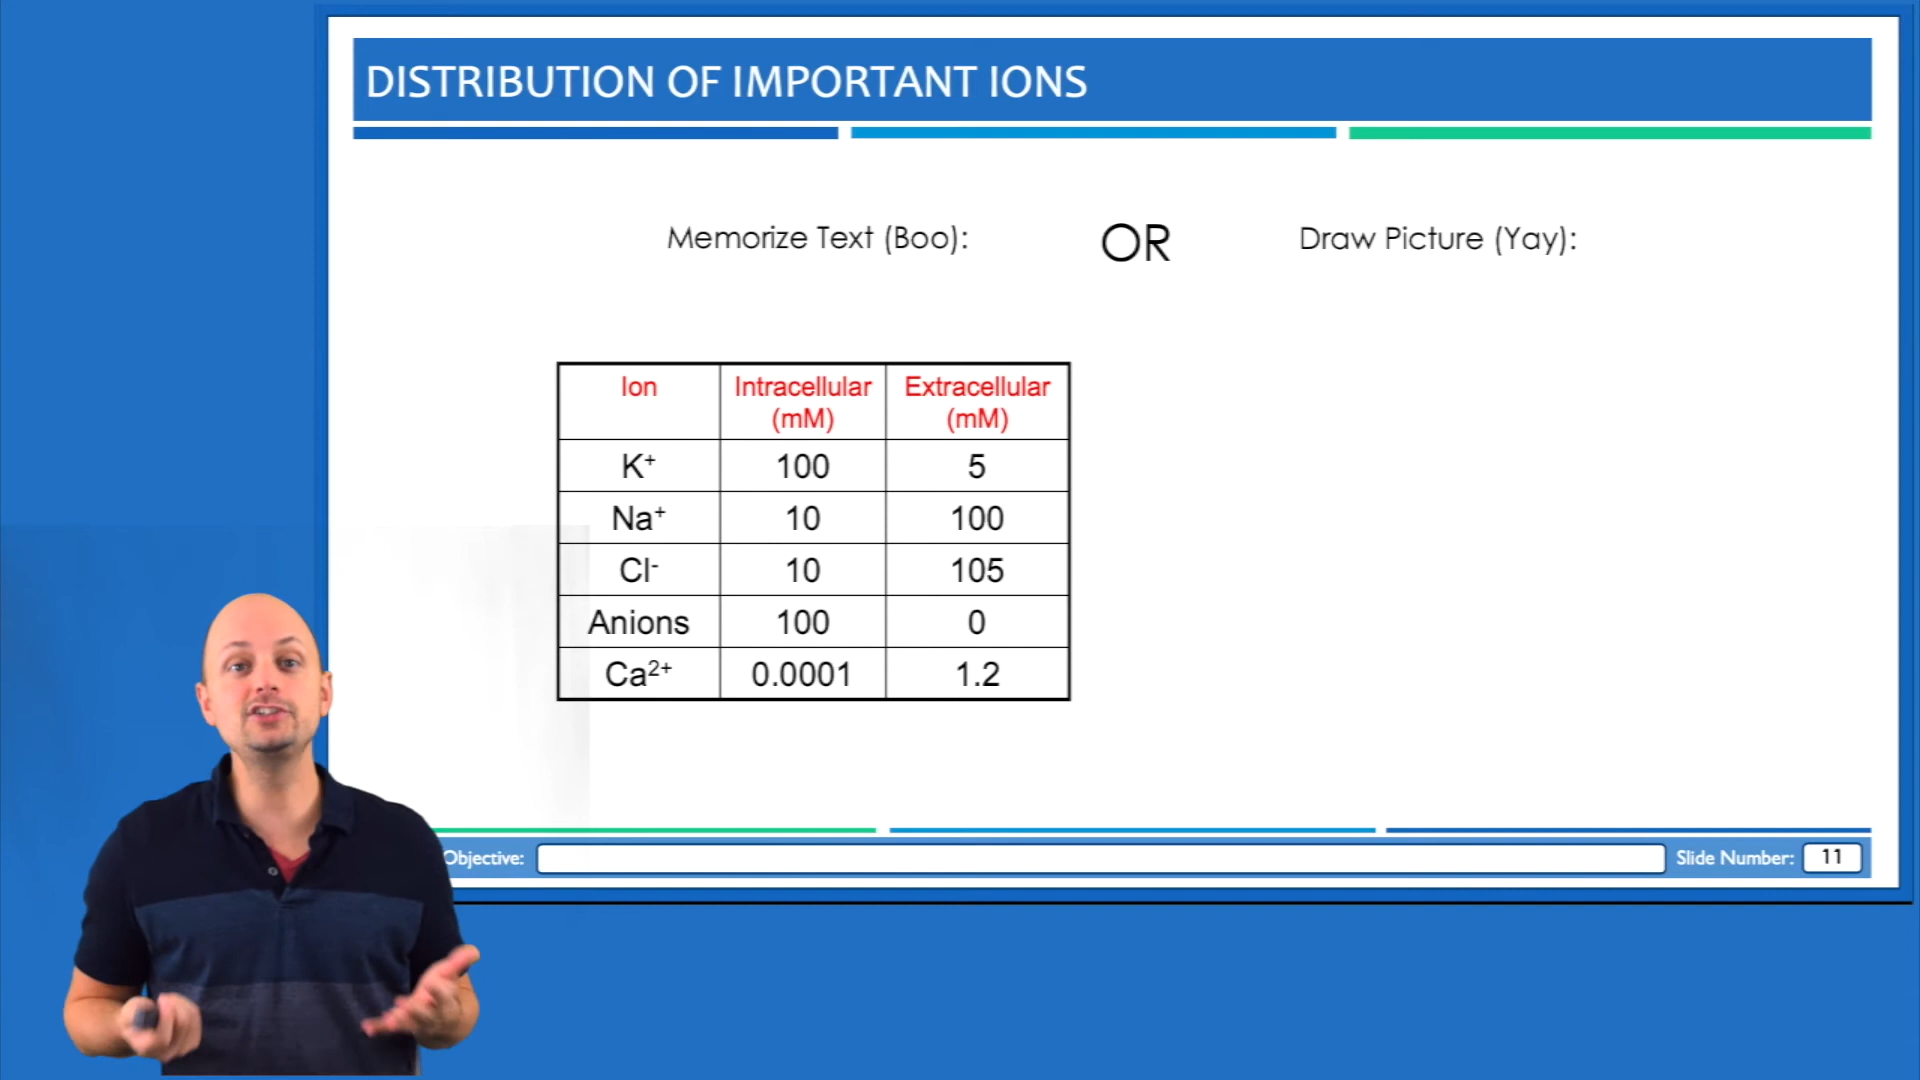 DISTRIBUTION OF IMPORTANT IONS
Memorize Text (Boo): OR Draw Picture (Yay):
Ion Intracellular (mM) Extracellular (mM)
K⁺ 100 5
Na⁺ 10 100
Cl⁻ 10 105
Anions 100 0
Ca²⁺ 0.0001 1.2
Objective: Slide Number: 11